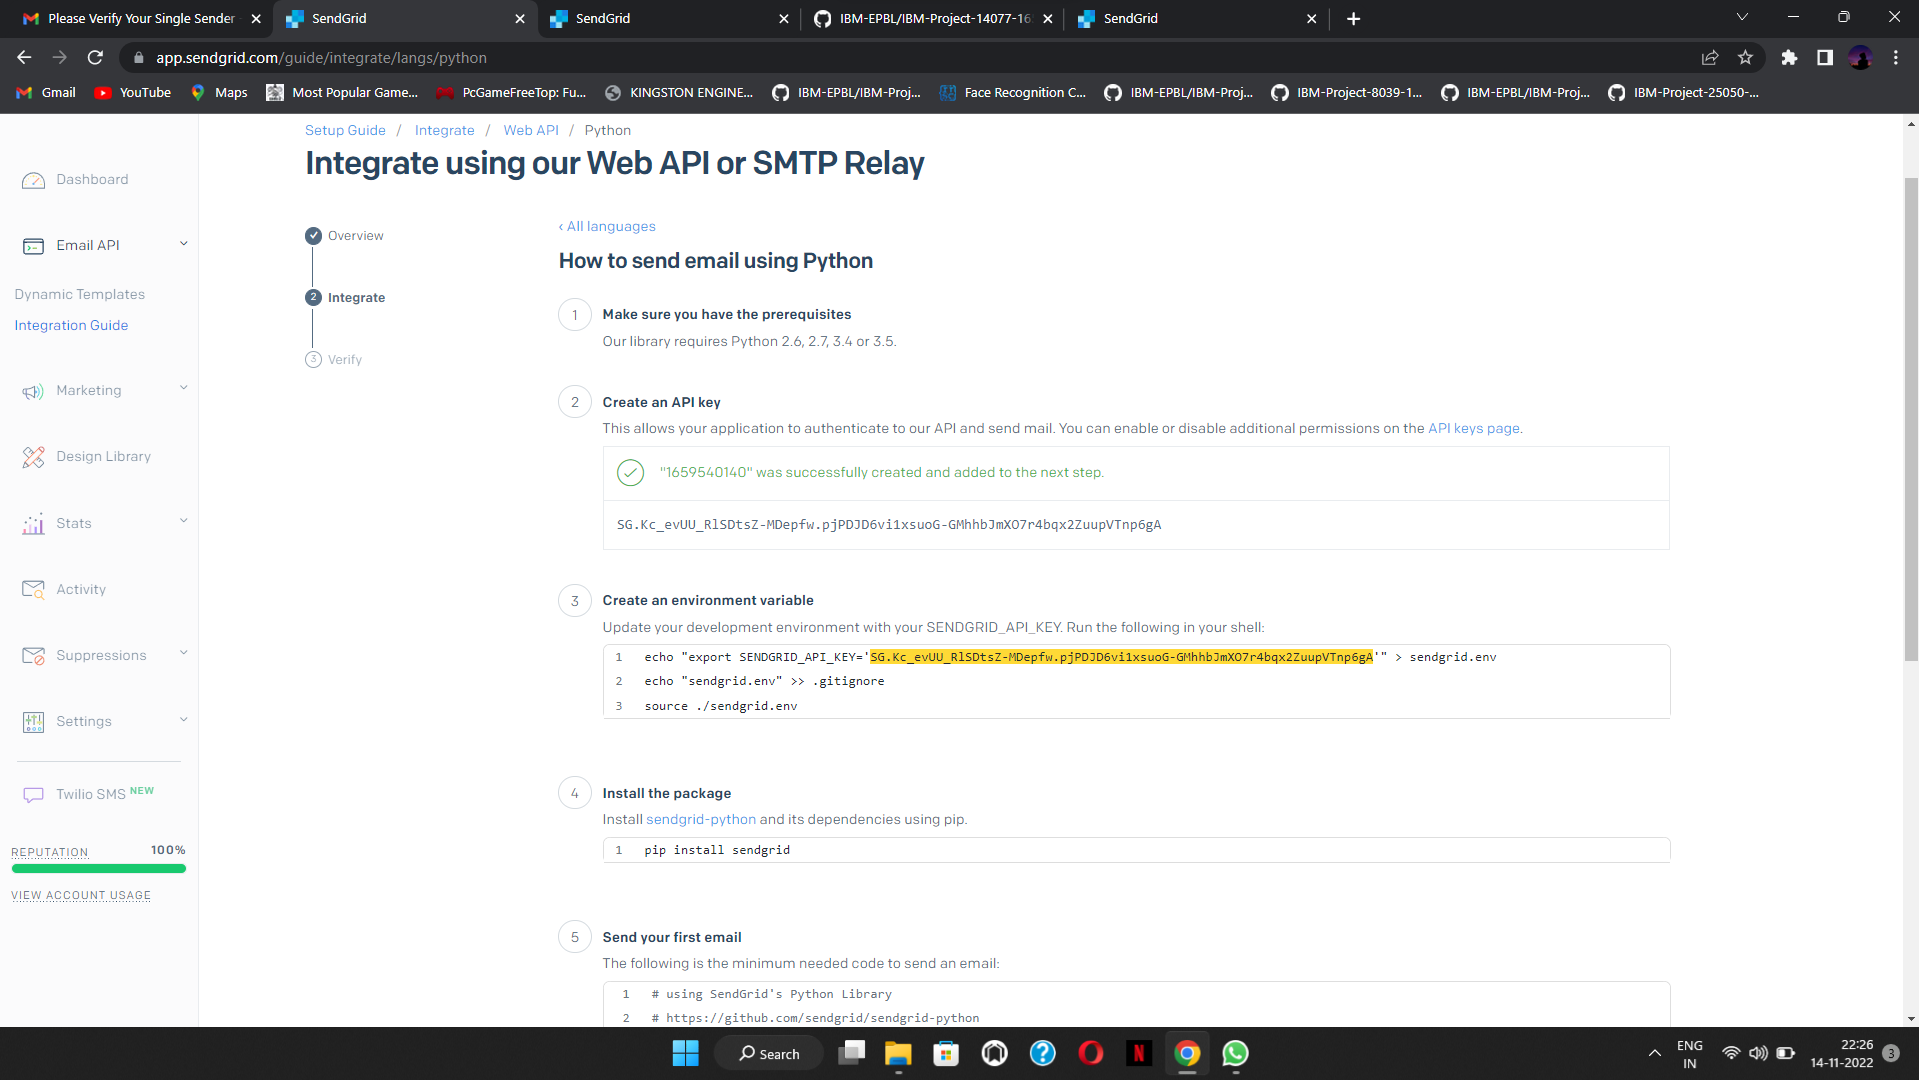 Please Verify Your Single Sender
SendGrid
SendGrid
IBM-EPBL/IBM-Project-14077-16
SendGrid
app.sendgrid.com/guide/integrate/langs/python
Gmail
YouTube
Maps
Most Popular Game...
PcGameFreeTop: Fu...
KINGSTON ENGINE...
IBM-EPBL/IBM-Proj...
Face Recognition C...
IBM-EPBL/IBM-Proj...
IBM-Project-8039-1...
IBM-EPBL/IBM-Proj...
IBM-Project-25050-...
Dashboard
Email API
Dynamic Templates
Integration Guide
Marketing
Design Library
Stats
Activity
Suppressions
Settings
Twilio SMS NEW
REPUTATION 100%
VIEW ACCOUNT USAGE
Setup Guide / Integrate / Web API / Python
Integrate using our Web API or SMTP Relay
Overview
2 Integrate
3 Verify
‹ All languages
How to send email using Python
1 Make sure you have the prerequisites
Our library requires Python 2.6, 2.7, 3.4 or 3.5.
2 Create an API key
This allows your application to authenticate to our API and send mail. You can enable or disable additional permissions on the API keys page.
"1659540140" was successfully created and added to the next step.
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
3 Create an environment variable
Update your development environment with your SENDGRID_API_KEY. Run the following in your shell:
1 echo "export SENDGRID_API_KEY='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'" > sendgrid.env
2 echo "sendgrid.env" >> .gitignore
3 source ./sendgrid.env
4 Install the package
Install sendgrid-python and its dependencies using pip.
1 pip install sendgrid
5 Send your first email
The following is the minimum needed code to send an email:
1 # using SendGrid's Python Library
2 # https://github.com/sendgrid/sendgrid-python
Search
ENG
IN
22:26
14-11-2022
3